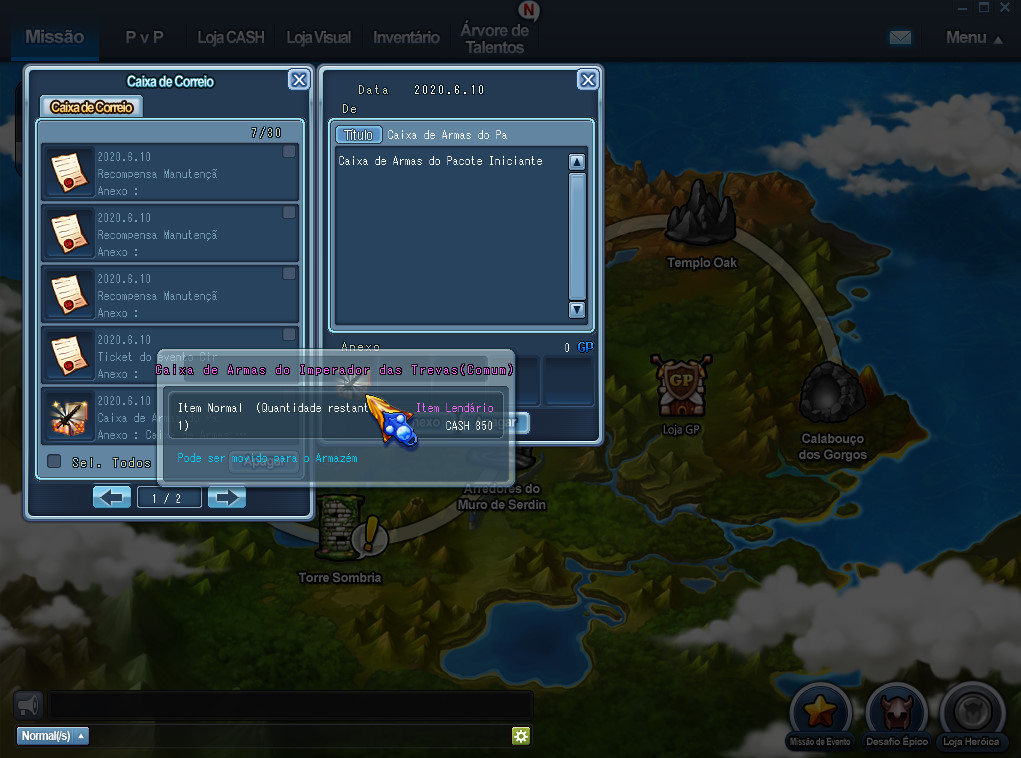 N
Missão
P v P
Loja CASH
Loja Visual
Inventário
Árvore de
Talentos
Menu
Caixa de Correio
Caixa de Correio
7/30
2020.6.10
Recompensa Manutençã
Anexo :
2020.6.10
Recompensa Manutençã
Anexo :
2020.6.10
Recompensa Manutençã
Anexo :
2020.6.10
Ticket do evento Cir
Anexo :
2020.6.10
Caixa de Ar
Anexo : Cai
Sel. Todos
Apagar
1 / 2
Data 2020.6.10
De
Título Caixa de Armas do Pa
Caixa de Armas do Pacote Iniciante
Anexo
0 GP
Caixa de Armas do Imperador das Trevas(Comum)
Item Normal (Quantidade restant
1)
Item Lendário
CASH 850
Pode ser movido para o Armazém
Templo Oak
GP
Loja GP
Calabouço
dos Gorgos
Arredores do
Muro de Serdin
Torre Sombria
Normal(/s)
Missão de Evento
Desafio Épico
Loja Heróica